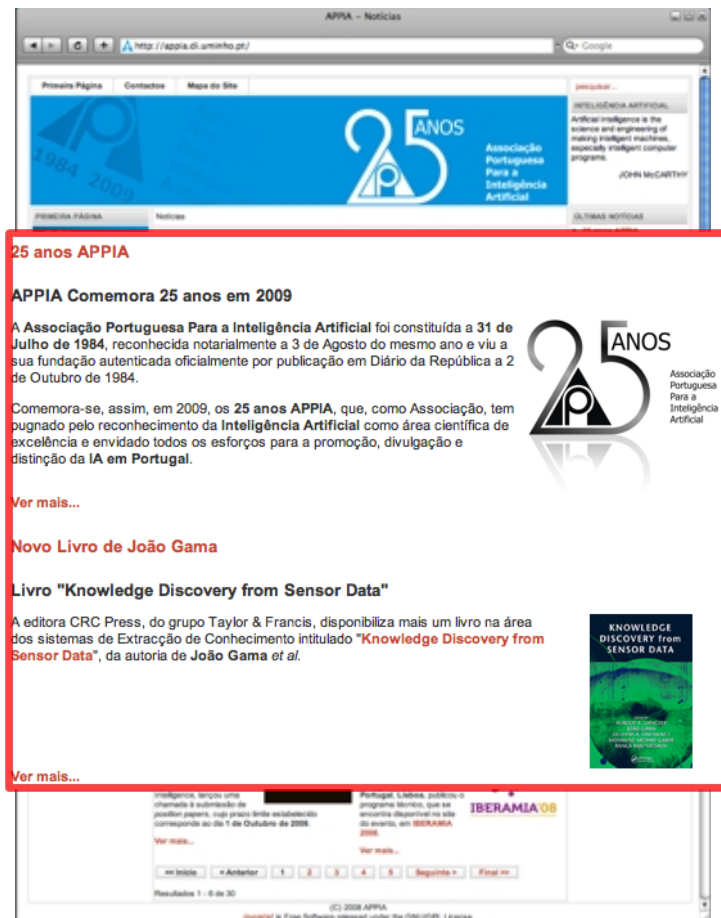 APPIA – Notícias
http://appia.di.uminho.pt/
Google
Primeira Página Contactos Mapa do Site
pesquisar...
25 ANOS
Associação
Portuguesa
Para a
Inteligência
Artificial
1984 2009
INTELIGÊNCIA ARTIFICIAL
Artificial intelligence is the
science and engineering of
making intelligent machines,
especially intelligent computer
programs.
JOHN McCARTHY
PRIMEIRA PÁGINA
Notícias
ÚLTIMAS NOTÍCIAS
25 anos APPIA
APPIA Comemora 25 anos em 2009
A Associação Portuguesa Para a Inteligência Artificial foi constituída a 31 de
Julho de 1984, reconhecida notarialmente a 3 de Agosto do mesmo ano e viu a
sua fundação autenticada oficialmente por publicação em Diário da República a 2
de Outubro de 1984.
Comemora-se, assim, em 2009, os 25 anos APPIA, que, como Associação, tem
pugnado pelo reconhecimento da Inteligência Artificial como área científica de
excelência e envidado todos os esforços para a promoção, divulgação e
distinção da IA em Portugal.
25 ANOS
Associação
Portuguesa
Para a
Inteligência
Artificial
Ver mais...
Novo Livro de João Gama
Livro "Knowledge Discovery from Sensor Data"
A editora CRC Press, do grupo Taylor & Francis, disponibiliza mais um livro na área
dos sistemas de Extracção de Conhecimento intitulado "Knowledge Discovery from
Sensor Data", da autoria de João Gama et al.
KNOWLEDGE
DISCOVERY from
SENSOR DATA
Ver mais...
Intelligence, lançou uma
chamada à submissão de
position papers, cujo prazo limite estabelecido
corresponde ao dia 1 de Outubro de 2008.
Ver mais...
Portugal, Lisboa, publicou o
programa técnico, que se
encontra disponível no site
do evento, em IBERAMIA
2008.
Ver mais...
IBERAMIA'08
<< Início < Anterior 1 2 3 4 5 Seguinte > Final >>
Resultados 1 - 6 de 30
(C) 2008 APPIA
Joomla! is Free Software released under the GNU/GPL License.